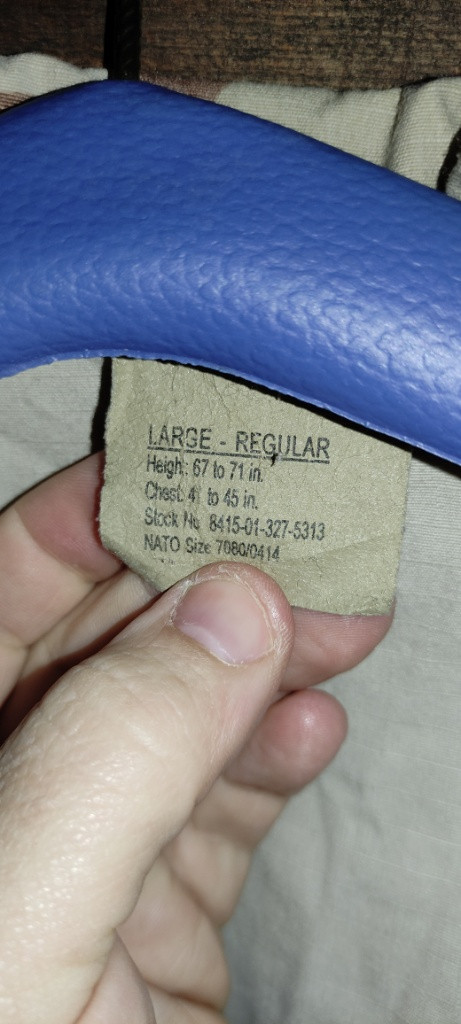 LARGE - REGULAR
Height: 67 to 71 in.
Chest: 41 to 45 in.
Stock No. 8415-01-327-5313
NATO Size 7080/0414